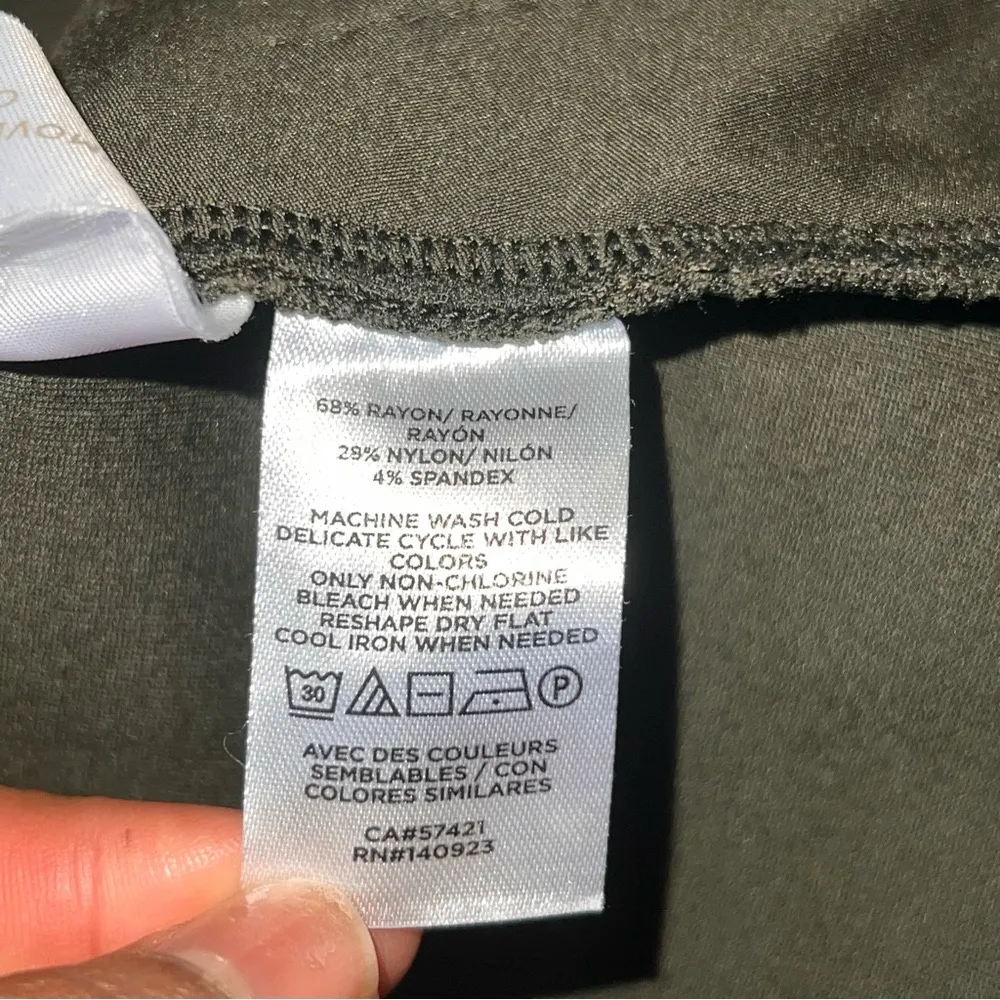 68% RAYON/ RAYONNE/
RAYÓN
28% NYLON/ NILÓN
4% SPANDEX
MACHINE WASH COLD
DELICATE CYCLE WITH LIKE
COLORS
ONLY NON-CHLORINE
BLEACH WHEN NEEDED
RESHAPE DRY FLAT
COOL IRON WHEN NEEDED
30 P
AVEC DES COULEURS
SEMBLABLES / CON
COLORES SIMILARES
CA#57421
RN#140923